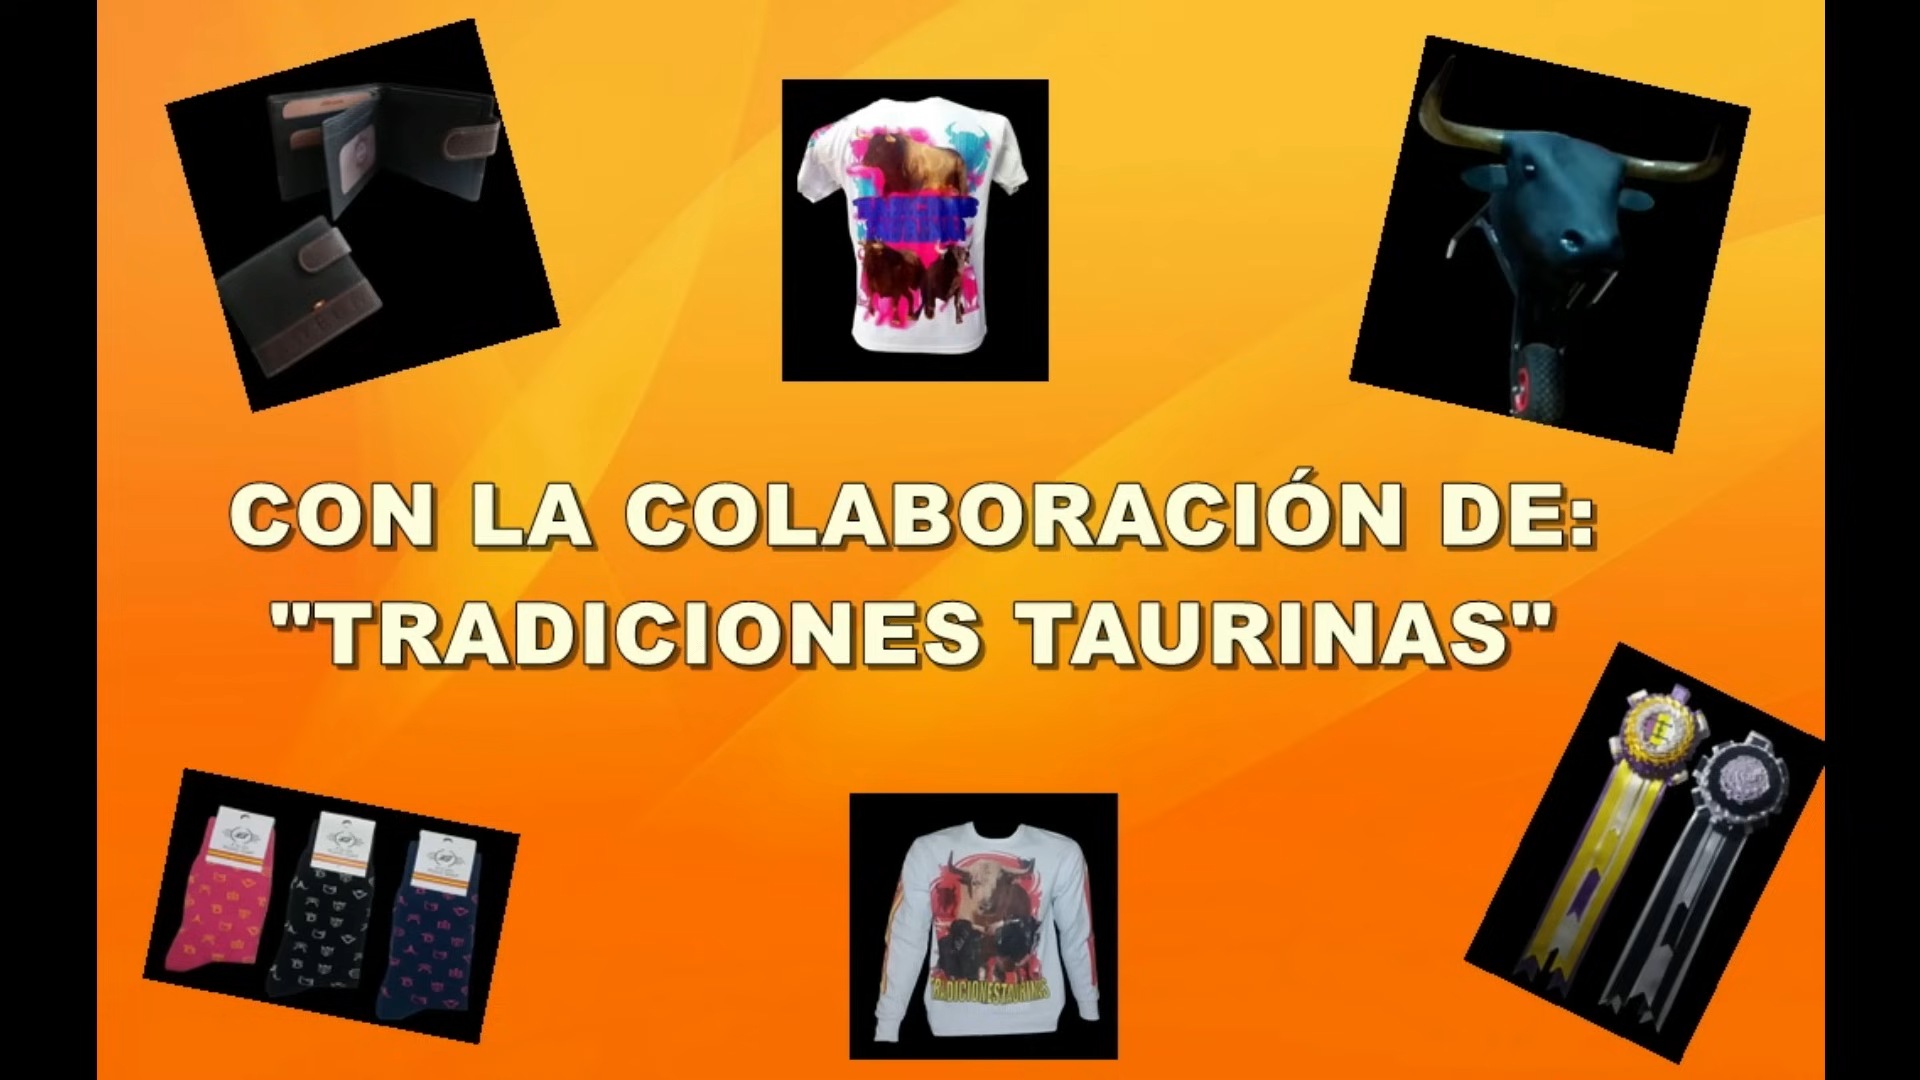 CON LA COLABORACIÓN DE:
"TRADICIONES TAURINAS"
TRADICIONESTAURINAS